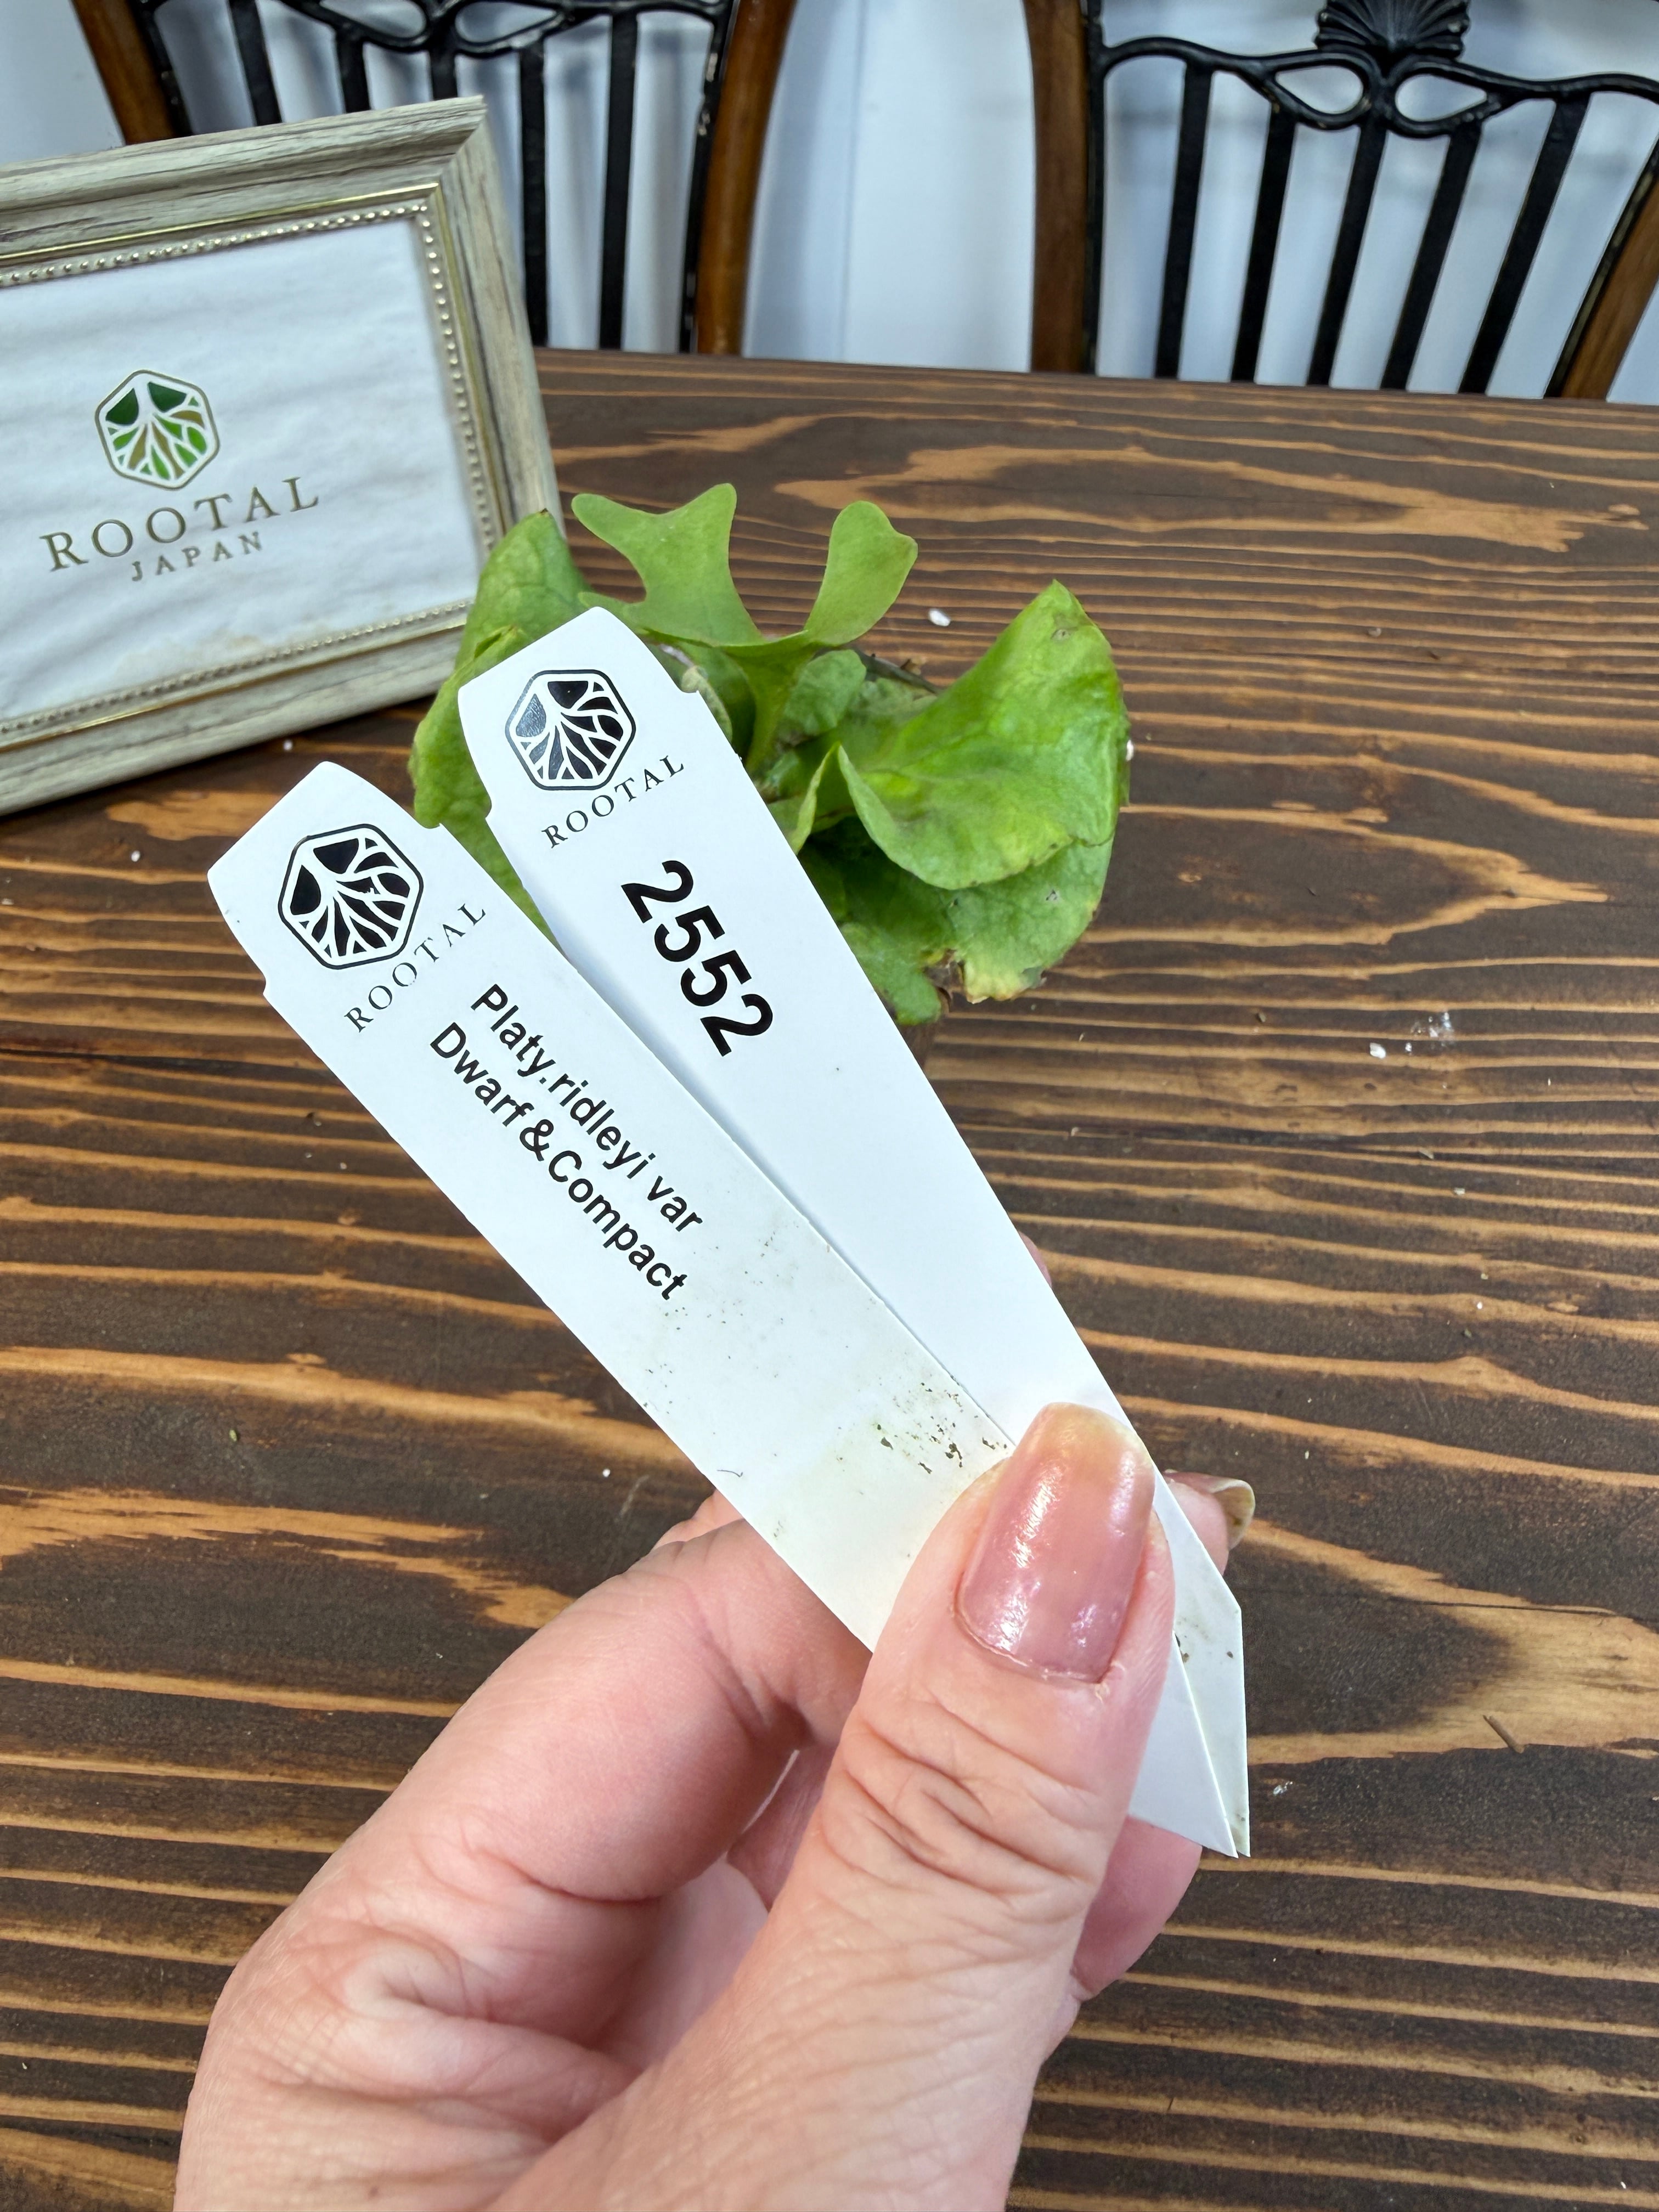 ROOTAL
JAPAN
ROOTAL
2552
ROOTAL
Platy.ridleyi var
Dwarf&Compact